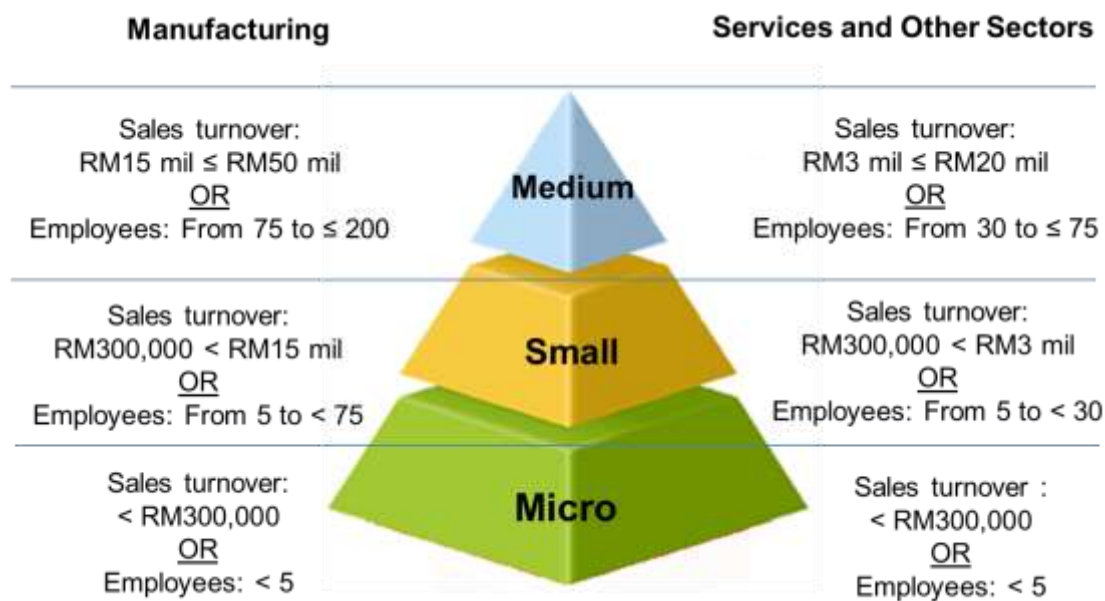 Manufacturing
Services and Other Sectors
Sales turnover:
RM15 mil ≤ RM50 mil
OR
Employees: From 75 to ≤ 200
Medium
Sales turnover:
RM3 mil ≤ RM20 mil
OR
Employees: From 30 to ≤ 75
Sales turnover:
RM300,000 < RM15 mil
OR
Employees: From 5 to < 75
Small
Sales turnover:
RM300,000 < RM3 mil
OR
Employees: From 5 to < 30
Sales turnover:
< RM300,000
OR
Employees: < 5
Micro
Sales turnover :
< RM300,000
OR
Employees: < 5